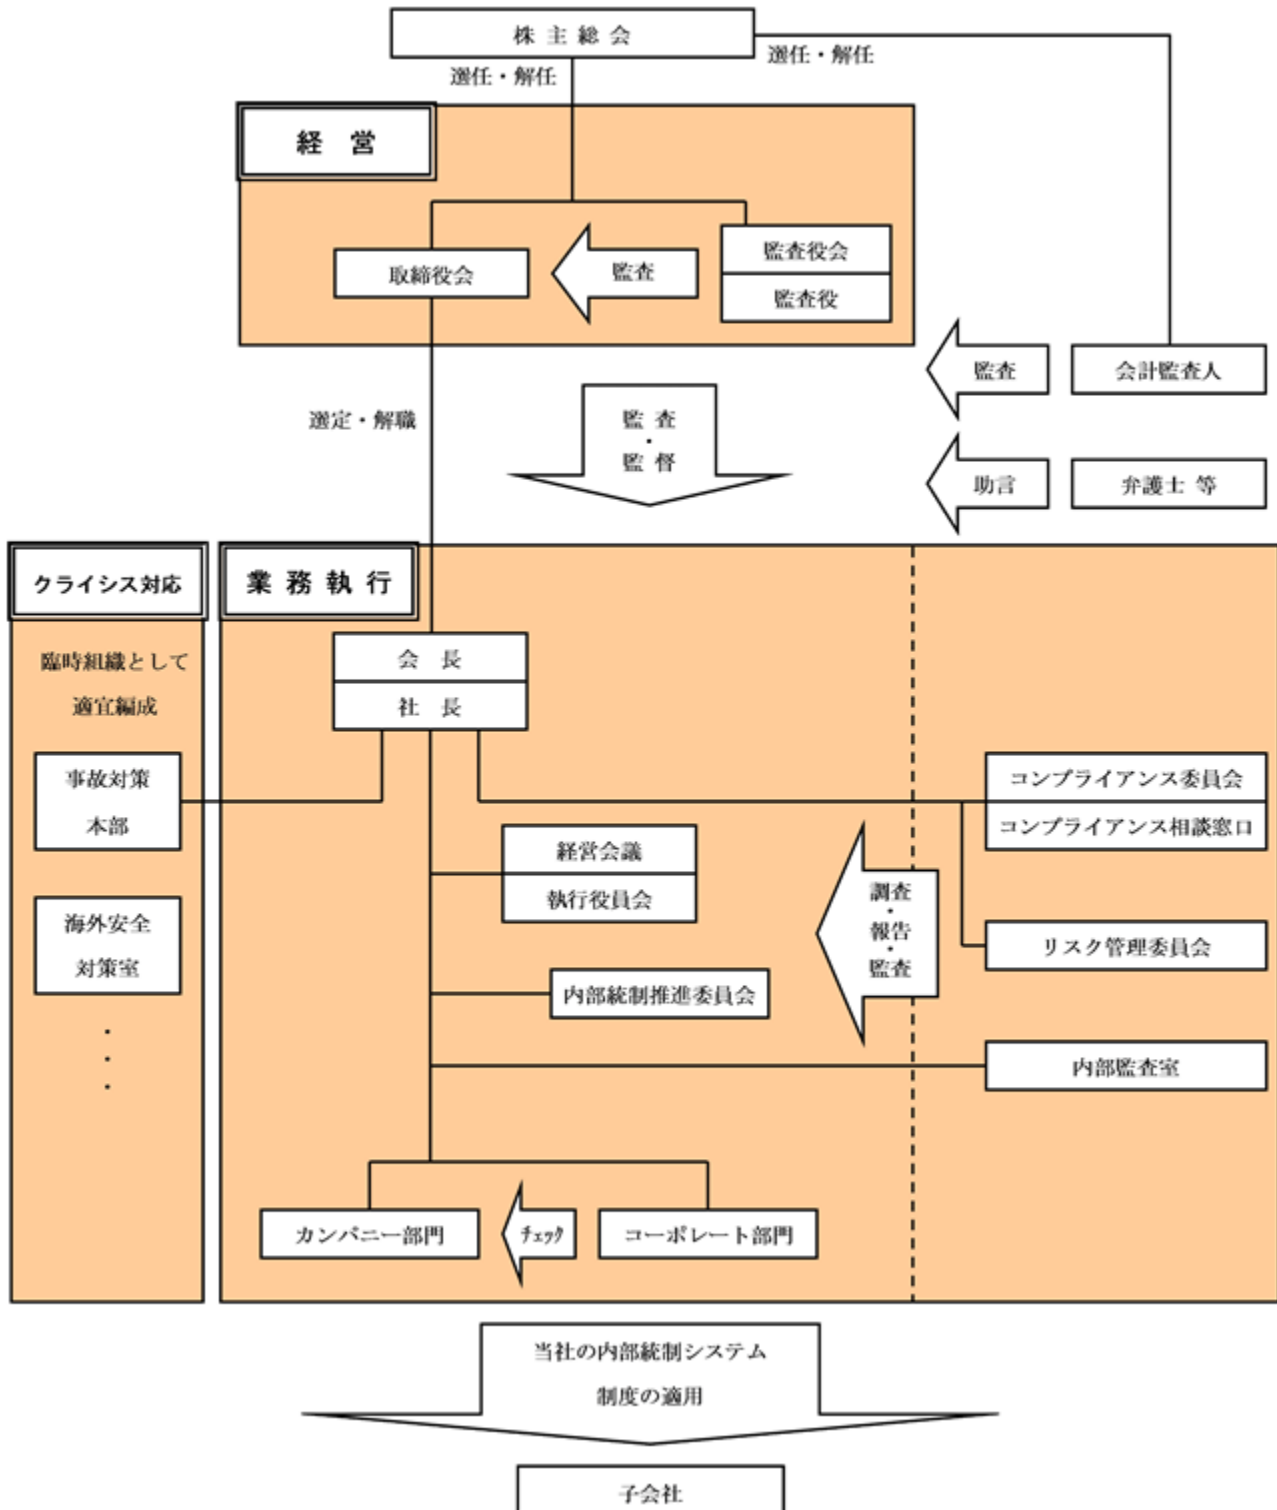 株 主 総 会
選任・解任
選任・解任
経 営
取締役会
監査
監査役会
監査役
監査
会計監査人
選定・解職
監 査
・
監 督
助言
弁護士 等
クライシス対応
臨時組織として
適宜編成
事故対策
本部
海外安全
対策室
・
・
・
業 務 執 行
会 長
社 長
コンプライアンス委員会
コンプライアンス相談窓口
経営会議
執行役員会
調査
・
報告
・
監査
リスク管理委員会
内部統制推進委員会
内部監査室
カンパニー部門
チェック
コーポレート部門
当社の内部統制システム
制度の適用
子会社